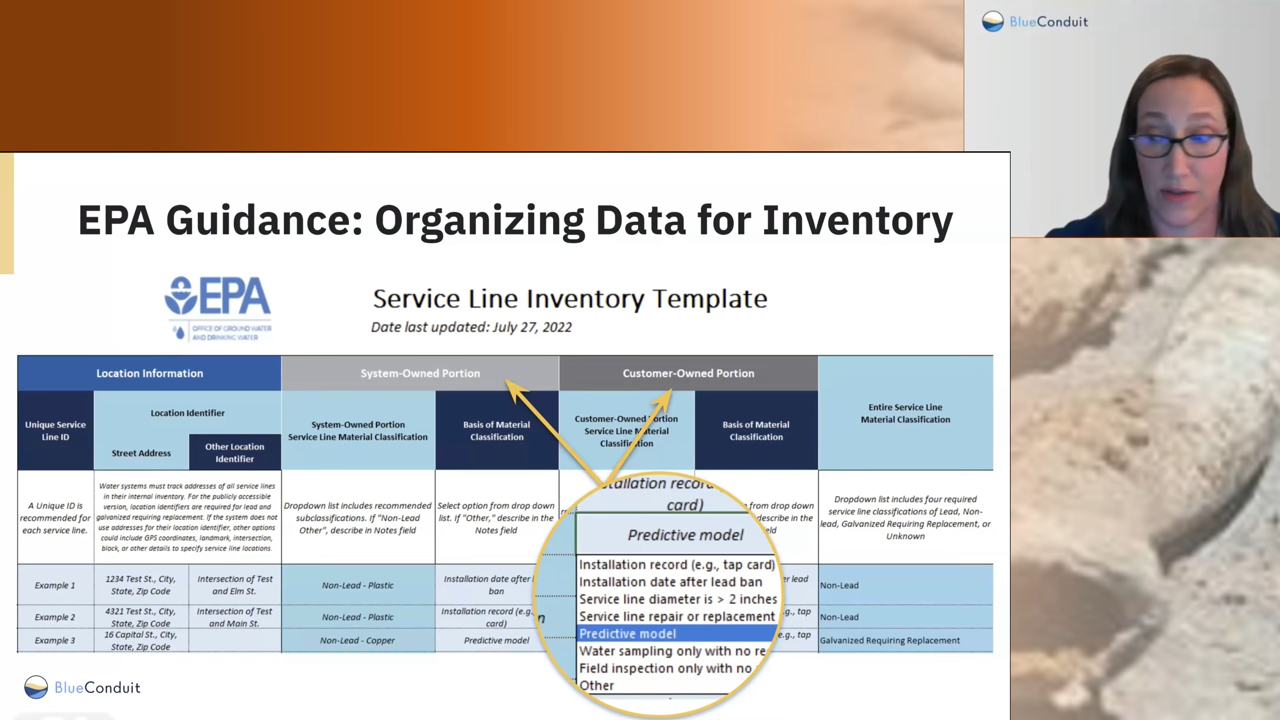 BlueConduit
EPA Guidance: Organizing Data for Inventory
EPA
OFFICE OF GROUND WATER
AND DRINKING WATER
Service Line Inventory Template
Date last updated: July 27, 2022
Location Information
System-Owned Portion
Customer-Owned Portion
Unique Service
Line ID
Location Identifier
Street Address
Other Location
Identifier
System-Owned Portion
Service Line Material Classification
Basis of Material
Classification
Customer-Owned Portion
Service Line Material
Classification
Basis of Material
Classification
Entire Service Line
Material Classification
A Unique ID is
recommended for
each service line.
Water systems must track addresses of all service lines
in their internal inventory. For the publicly accessible
version, location identifiers are required for lead and
galvanized requiring replacement. If the system does not
use addresses for their location identifier, other options
could include GPS coordinates, landmark, intersection,
block, or other details to specify service line locations.
Dropdown list includes recommended
subclassifications. If "Non-Lead
Other", describe in Notes field
Select option from drop down
list. If "Other," describe in the
Notes field
from drop down
describe in the
field
Dropdown list includes four required
service line classifications of Lead, Non-
lead, Galvanized Requiring Replacement, or
Unknown
Example 1
1234 Test St., City,
State, Zip Code
Intersection of Test
and Elm St.
Non-Lead - Plastic
Installation date after
ban
lead
Non-Lead
Example 2
4321 Test St., City,
State, Zip Code
Intersection of Test
and Main St.
Non-Lead - Plastic
Installation record (e.g.,
card)
e.g., tap
Non-Lead
Example 3
16 Capital St., City,
State, Zip Code
Non-Lead - Copper
Predictive model
e.g., tap
Galvanized Requiring Replacement
record
card)
Predictive model
Installation record (e.g., tap card)
Installation date after lead ban
Service line diameter is > 2 inches
Service line repair or replacement
Predictive model
Water sampling only with no
Field inspection only with no
Other
BlueConduit